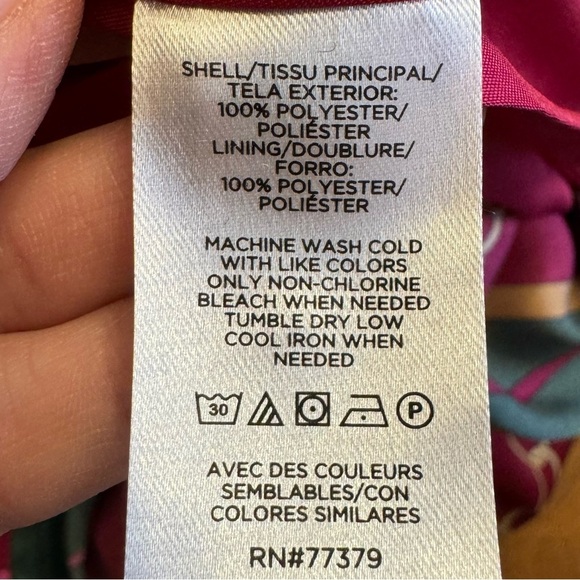 SHELL/TISSU PRINCIPAL/
TELA EXTERIOR:
100% POLYESTER/
POLIÉSTER
LINING/DOUBLURE/
FORRO:
100% POLYESTER/
POLIÉSTER
MACHINE WASH COLD
WITH LIKE COLORS
ONLY NON-CHLORINE
BLEACH WHEN NEEDED
TUMBLE DRY LOW
COOL IRON WHEN
NEEDED
30 P
AVEC DES COULEURS
SEMBLABLES/CON
COLORES SIMILARES
RN#77379